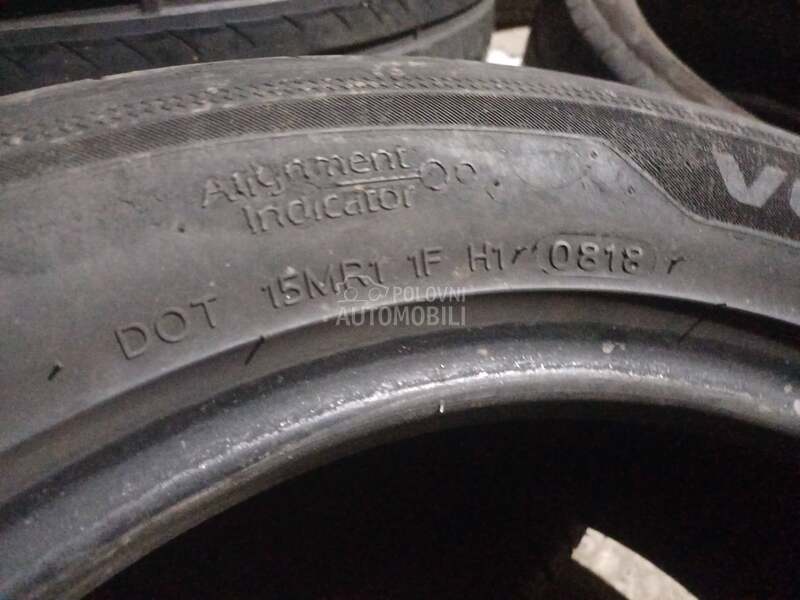 Alignment
Indicator
DOT 15MR1 1F H1 0818
POLOVNI
AUTOMOBILI